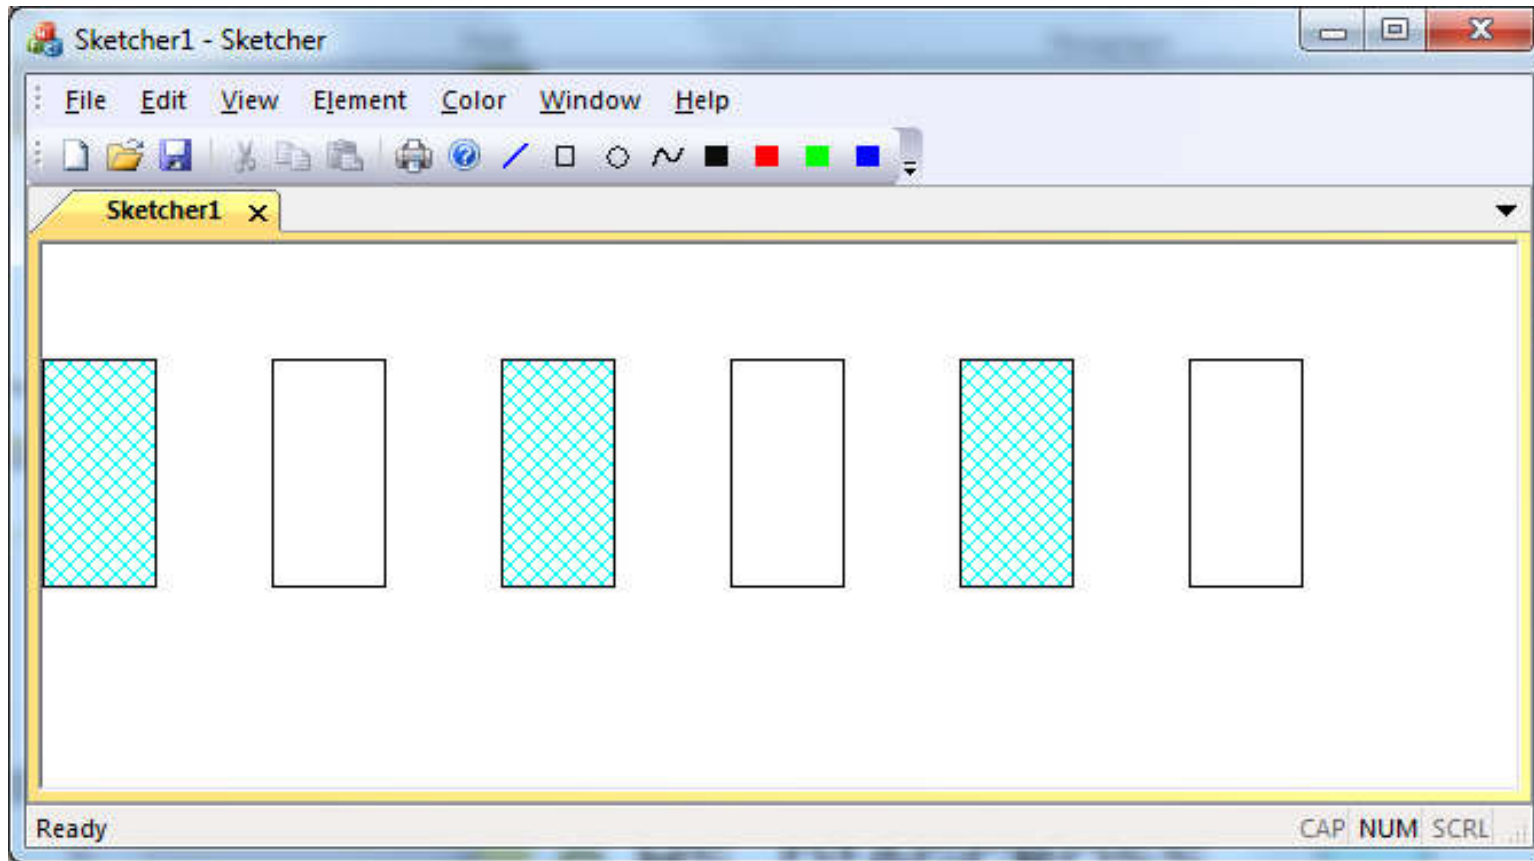 Sketcher1 - Sketcher
File Edit View Element Color Window Help
Sketcher1
Ready
CAP NUM SCRL